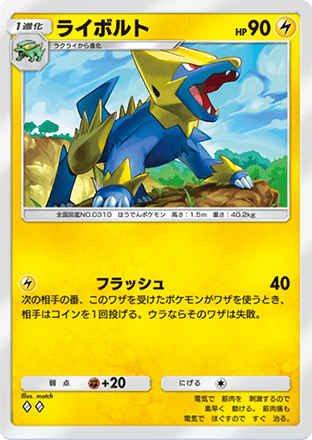 1進化 ライボルト HP 90
ラクライから進化
全国図鑑NO.0310 ほうでんポケモン 高さ：1.5m 重さ：40.2kg
フラッシュ 40
次の相手の番、このワザを受けたポケモンがワザを使うとき、
相手はコインを1回投げる。ウラならそのワザは失敗。
弱点 +20 にげる
Illus. match
電気で 筋肉を 刺激するので
素早く 動ける。筋肉痛も
電気で ほぐすので すぐ 治る。